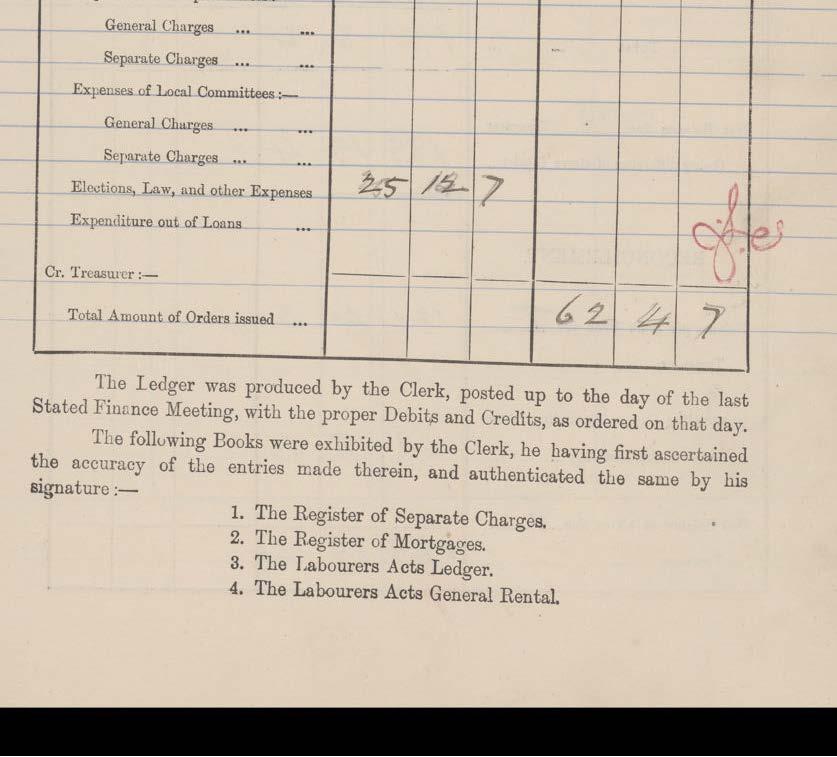 General Charges ... ...
Separate Charges ... ...
Expenses of Local Committees :—
General Charges ... ...
Separate Charges ... ...
Elections, Law, and other Expenses 25 12 7
Expenditure out of Loans ...
Cr. Treasurer :—
Total Amount of Orders issued ... 62 4 7
The Ledger was produced by the Clerk, posted up to the day of the last
Stated Finance Meeting, with the proper Debits and Credits, as ordered on that day.
The following Books were exhibited by the Clerk, he having first ascertained
the accuracy of the entries made therein, and authenticated the same by his
signature :—
1. The Register of Separate Charges.
2. The Register of Mortgages.
3. The Labourers Acts Ledger.
4. The Labourers Acts General Rental.